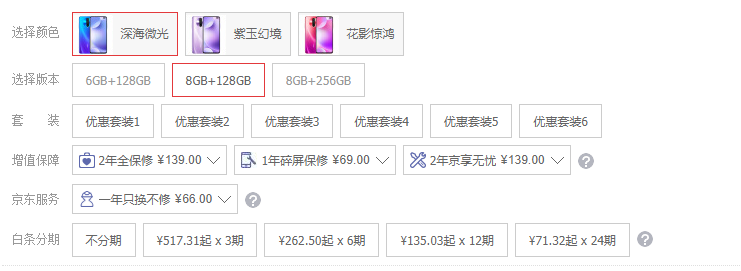 选择颜色 深海微光 紫玉幻境 花影惊鸿
选择版本 6GB+128GB 8GB+128GB 8GB+256GB
套 装 优惠套装1 优惠套装2 优惠套装3 优惠套装4 优惠套装5 优惠套装6
增值保障 2年全保修 ¥139.00 1年碎屏保修 ¥69.00 2年京享无忧 ¥139.00 ?
京东服务 一年只换不修 ¥66.00 ?
白条分期 不分期 ¥517.31起 x 3期 ¥262.50起 x 6期 ¥135.03起 x 12期 ¥71.32起 x 24期 ?